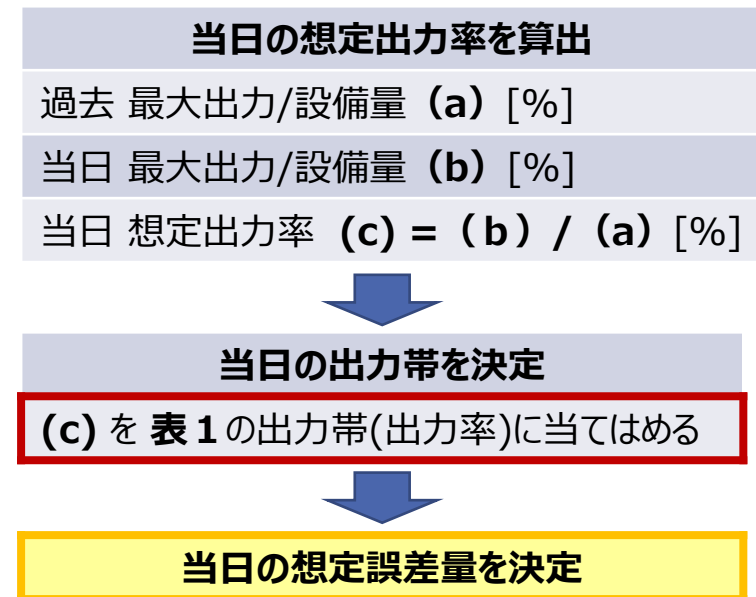 当日の想定出力率を算出
過去 最大出力/設備量（a）[%]
当日 最大出力/設備量（b）[%]
当日 想定出力率 (c) =（ｂ）/（a）[%]
当日の出力帯を決定
(c) を 表１の出力帯(出力率)に当てはめる
当日の想定誤差量を決定